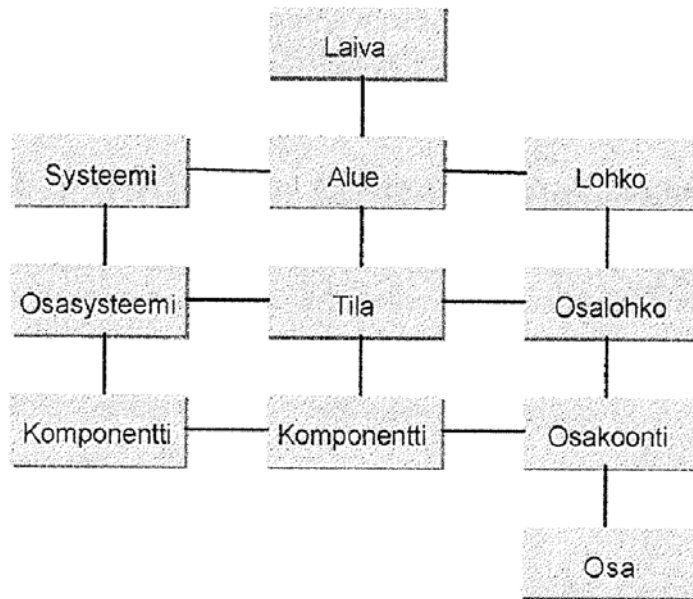 Laiva
Systeemi
Alue
Lohko
Osasysteemi
Tila
Osalohko
Komponentti
Komponentti
Osakoonti
Osa